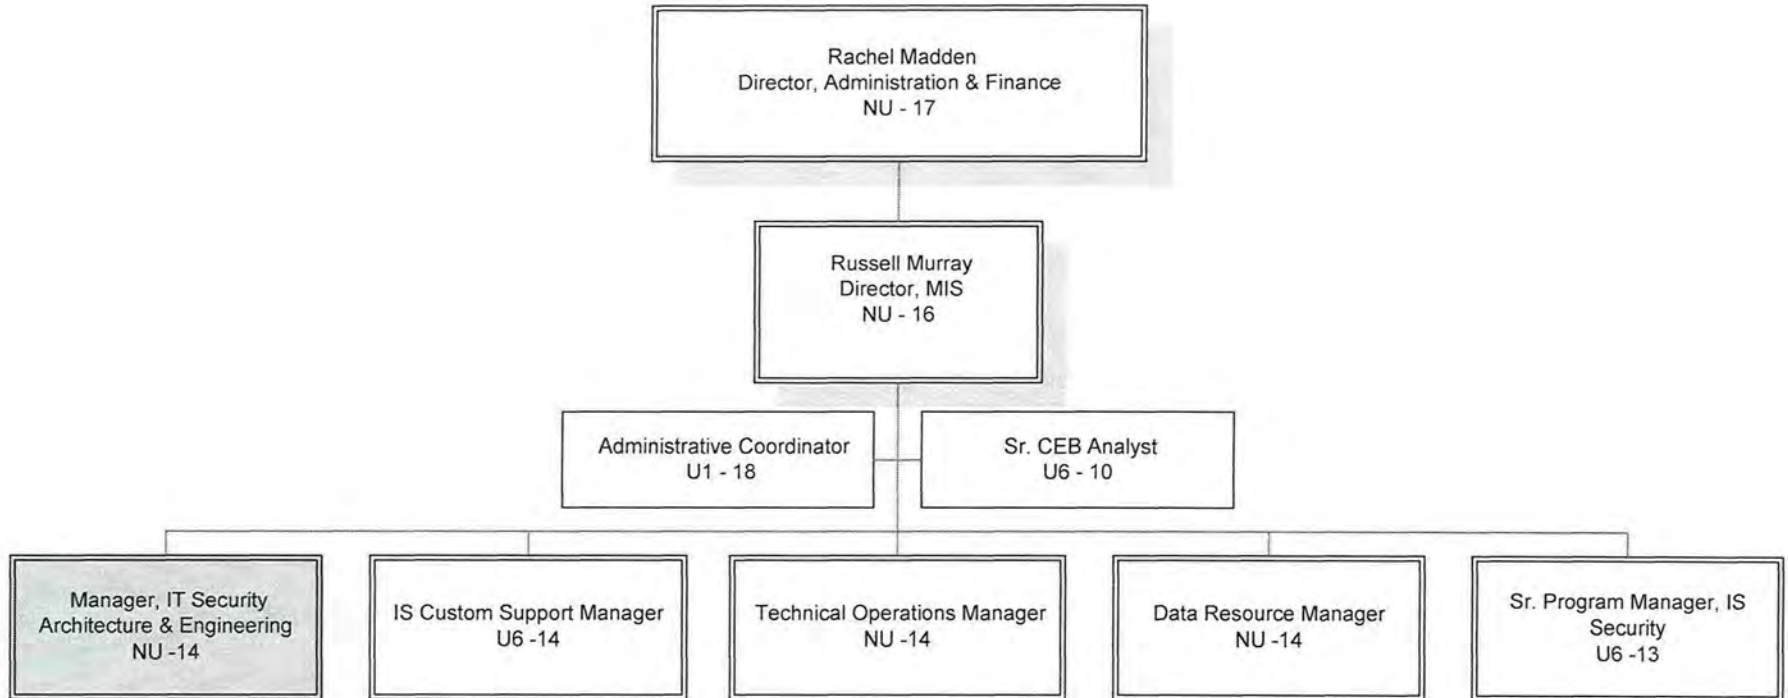 Rachel Madden
Director, Administration & Finance
NU - 17
Russell Murray
Director, MIS
NU - 16
Administrative Coordinator
U1 - 18
Sr. CEB Analyst
U6 - 10
Manager, IT Security
Architecture & Engineering
NU -14
IS Custom Support Manager
U6 -14
Technical Operations Manager
NU -14
Data Resource Manager
NU -14
Sr. Program Manager, IS
Security
U6 -13